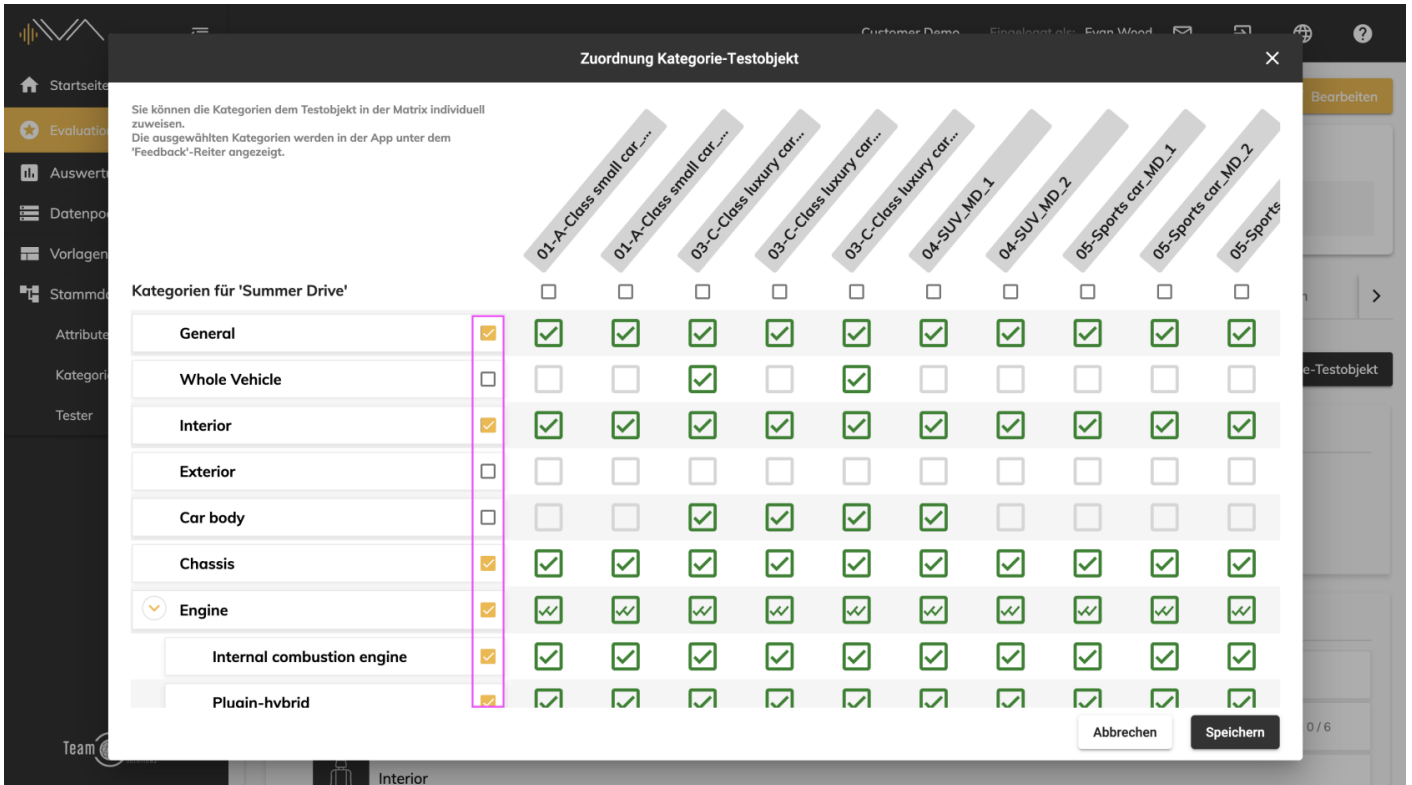 Customer Demo Eingeloggt als: Evan Wood
Zuordnung Kategorie-Testobjekt
Startseite
Bearbeiten
Sie können die Kategorien dem Testobjekt in der Matrix individuell
zuweisen.
Die ausgewählten Kategorien werden in der App unter dem
'Feedback'-Reiter angezeigt.
Evaluatio
Auswert
Datenpo
Vorlagen
Stammda
Attribute
Kategori
Tester
01-A-Class small car_...
01-A-Class small car_...
03-C-Class luxury car...
03-C-Class luxury car...
03-C-Class luxury car...
04-SUV_MD_1
04-SUV_MD_2
05-Sports car_MD_1
05-Sports car_MD_2
05-Sports
Kategorien für 'Summer Drive'
General
Whole Vehicle
e-Testobjekt
Interior
Exterior
Car body
Chassis
Engine
Internal combustion engine
Plugin-hybrid
Abbrechen
Speichern
0 / 6
Team
Interior